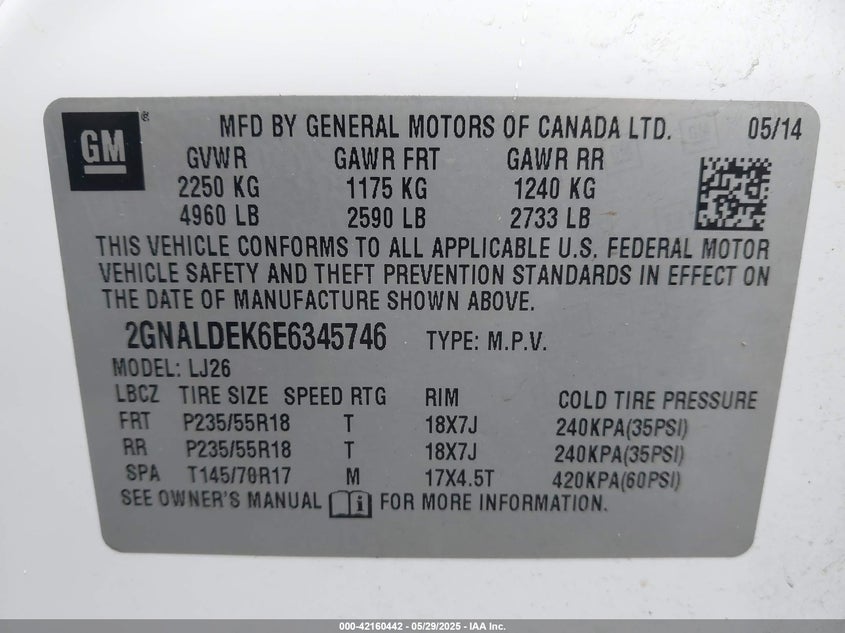 GM ® MFD BY GENERAL MOTORS OF CANADA LTD. 05/14
GVWR GAWR FRT GAWR RR
2250 KG 1175 KG 1240 KG
4960 LB 2590 LB 2733 LB
THIS VEHICLE CONFORMS TO ALL APPLICABLE U.S. FEDERAL MOTOR
VEHICLE SAFETY AND THEFT PREVENTION STANDARDS IN EFFECT ON
THE DATE OF MANUFACTURE SHOWN ABOVE.
2GNALDEK6E6345746 TYPE: M.P.V.
MODEL: LJ26
LBCZ TIRE SIZE SPEED RTG RIM COLD TIRE PRESSURE
FRT P235/55R18 T 18X7J 240KPA(35PSI)
RR P235/55R18 T 18X7J 240KPA(35PSI)
SPA T145/70R17 M 17X4.5T 420KPA(60PSI)
SEE OWNER'S MANUAL i FOR MORE INFORMATION.
000-42160442 - 05/29/2025 - IAA Inc.